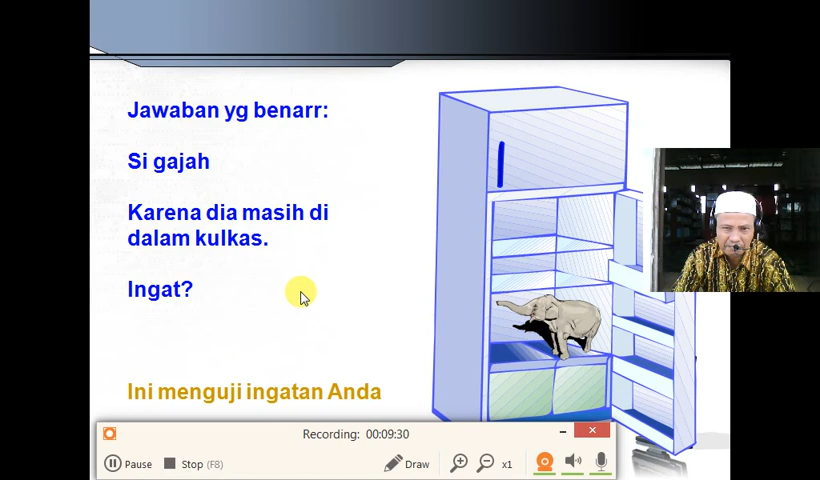 Jawaban yg benarr:
Si gajah
Karena dia masih di
dalam kulkas.
Ingat?
Ini menguji ingatan Anda
Recording: 00:09:30
Pause Stop (F8) Draw x1